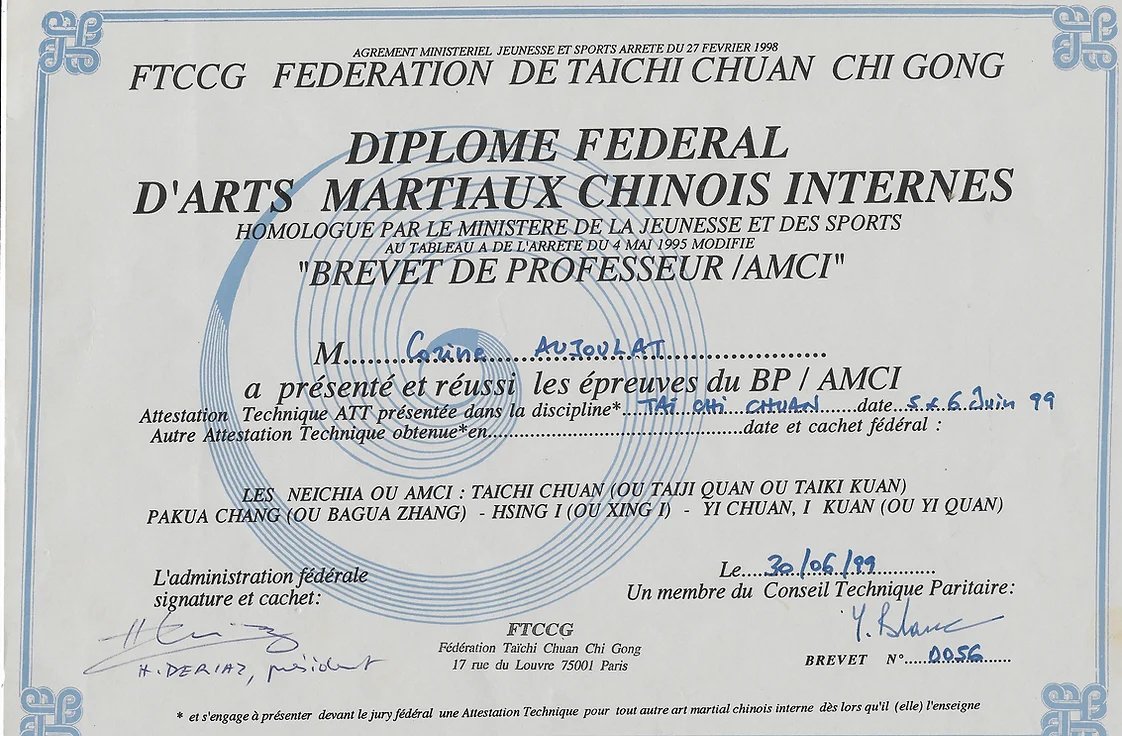 AGREMENT MINISTERIEL JEUNESSE ET SPORTS ARRETE DU 27 FEVRIER 1998
FTCCG FEDERATION DE TAICHI CHUAN CHI GONG
DIPLOME FEDERAL
D'ARTS MARTIAUX CHINOIS INTERNES
HOMOLOGUE PAR LE MINISTERE DE LA JEUNESSE ET DES SPORTS
AU TABLEAU A DE L'ARRETE DU 4 MAI 1995 MODIFIE
"BREVET DE PROFESSEUR /AMCI"
M........Corine......AUJOULAT........................
a présenté et réussi les épreuves du BP / AMCI
Attestation Technique ATT présentée dans la discipline*...TAI CHI CHUAN......date..5 & 6 Juin 99
Autre Attestation Technique obtenue*en..........................................date et cachet fédéral :
LES NEICHIA OU AMCI : TAICHI CHUAN (OU TAIJI QUAN OU TAIKI KUAN)
PAKUA CHANG (OU BAGUA ZHANG) - HSING I (OU XING I) - YI CHUAN, I KUAN (OU YI QUAN)
L'administration fédérale
signature et cachet:
H. DERIAZ, président
Le....30/06/99..........
Un membre du Conseil Technique Paritaire:
Y. Blanc
BREVET N°.....0056......
FTCCG
Fédération Taïchi Chuan Chi Gong
17 rue du Louvre 75001 Paris
* et s'engage à présenter devant le jury fédéral une Attestation Technique pour tout autre art martial chinois interne dès lors qu'il (elle) l'enseigne